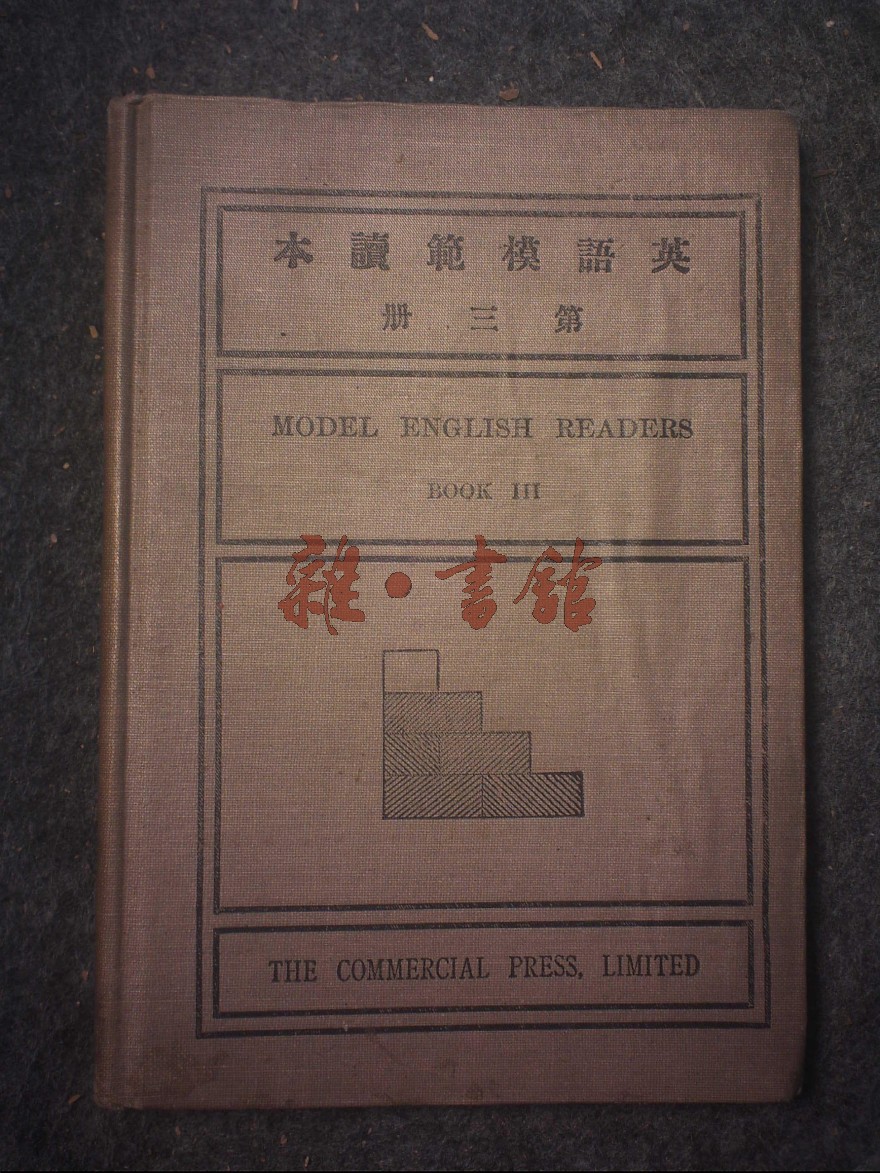 英語模範讀本
第三册
MODEL ENGLISH READERS
BOOK III
雜·書館
THE COMMERCIAL PRESS, LIMITED